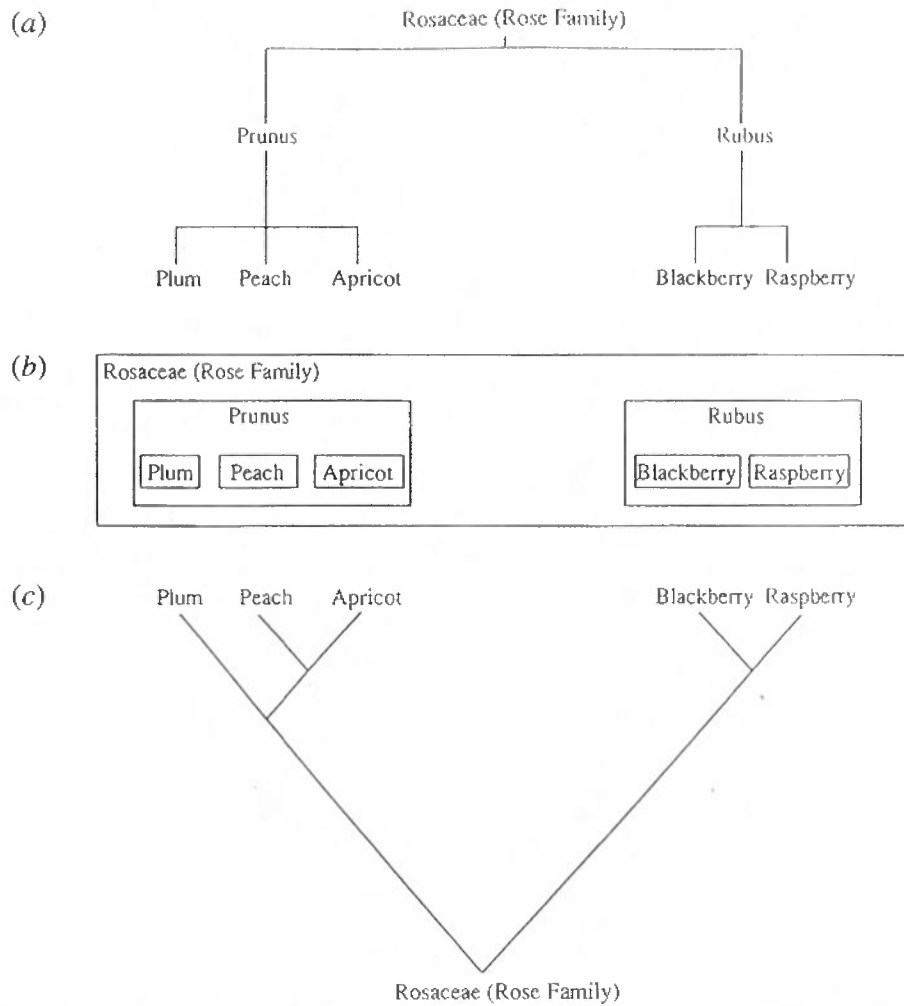 (a) Rosaceae (Rose Family)
Prunus Rubus
Plum Peach Apricot Blackberry Raspberry
(b)
Rosaceae (Rose Family)
Prunus Rubus
Plum Peach Apricot Blackberry Raspberry
(c) Plum Peach Apricot Blackberry Raspberry
Rosaceae (Rose Family)